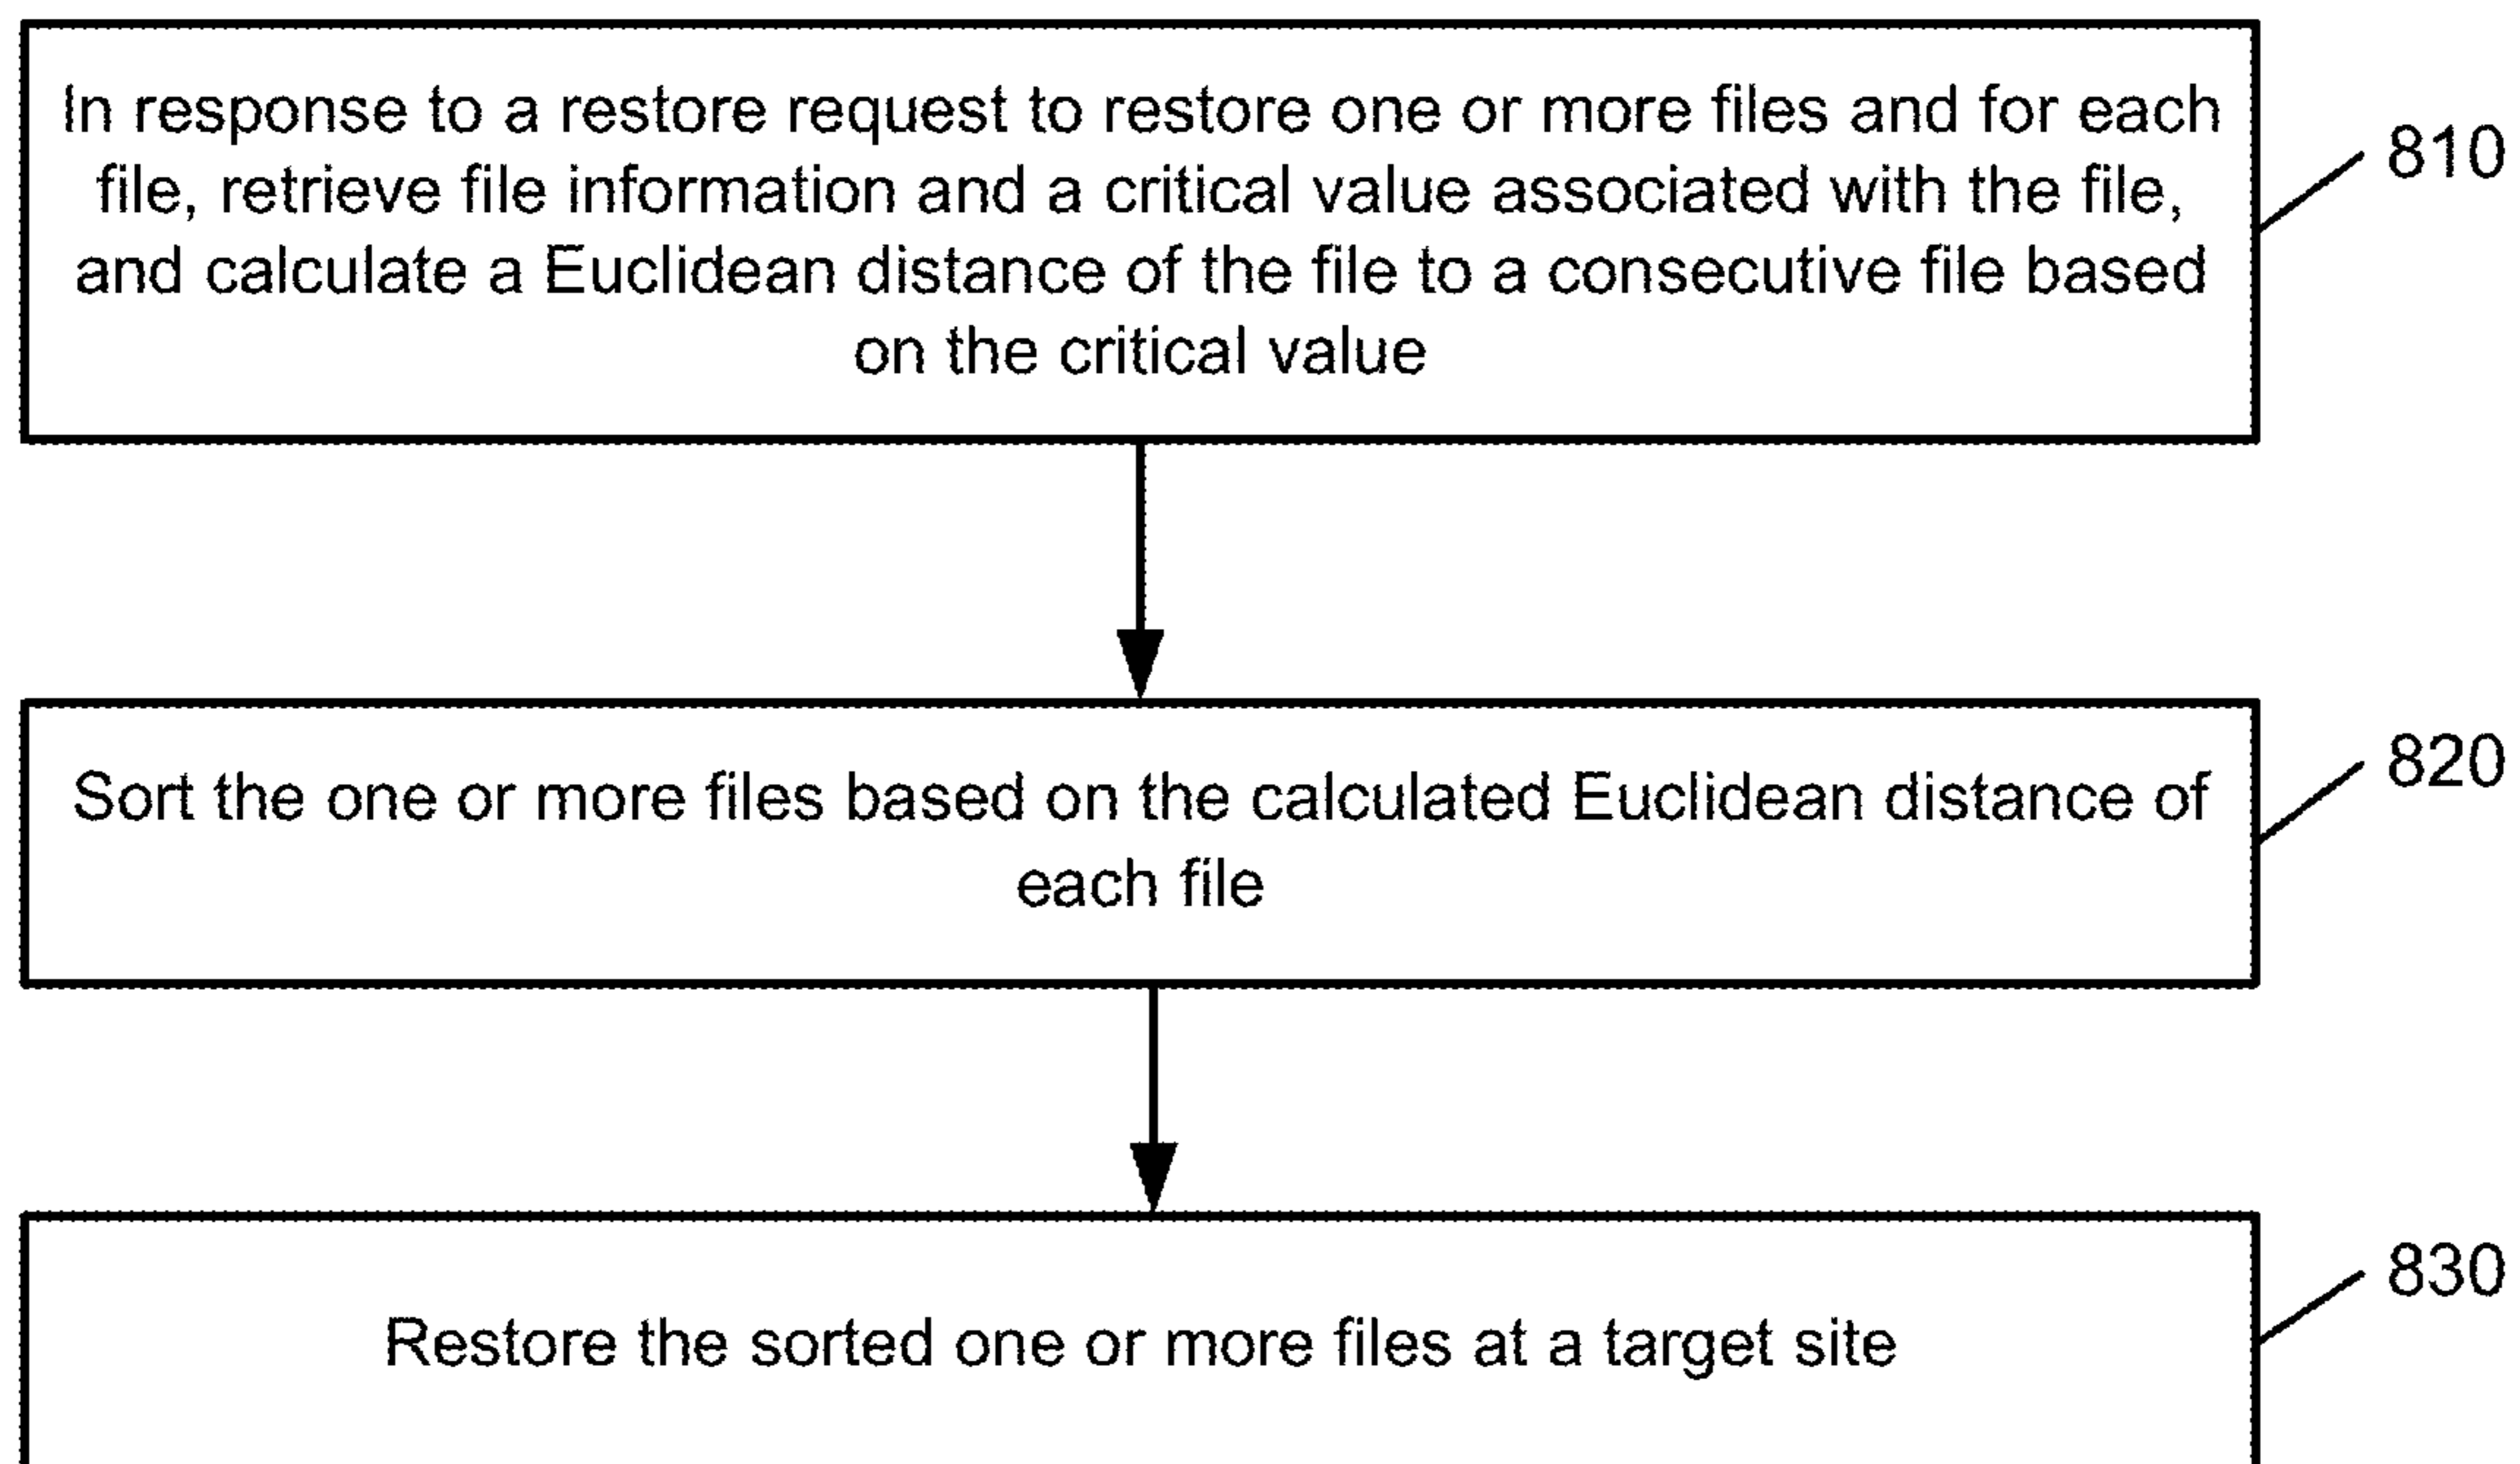 In response to a restore request to restore one or more files and for each
file, retrieve file information and a critical value associated with the file,
and calculate a Euclidean distance of the file to a consecutive file based
on the critical value
810
Sort the one or more files based on the calculated Euclidean distance of
each file
820
Restore the sorted one or more files at a target site
830